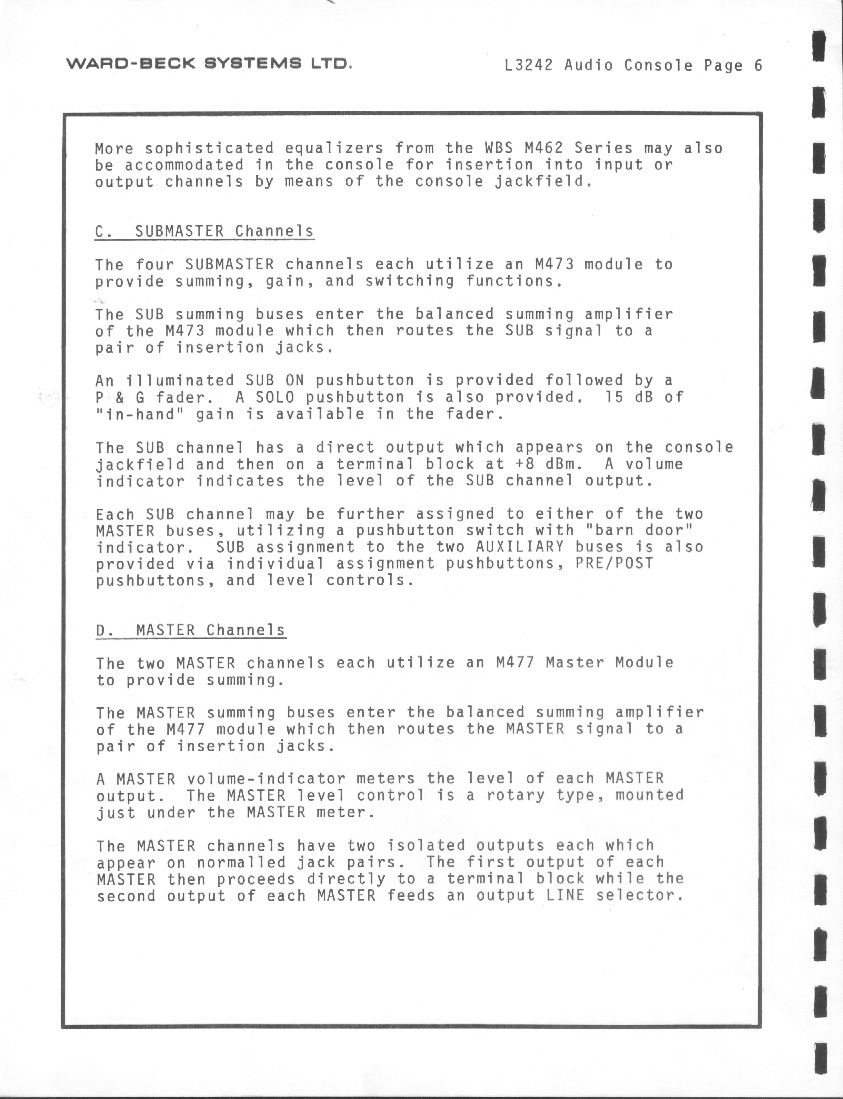 WARD-BECK SYSTEMS LTD.
L3242 Audio Console Page 6
More sophisticated equalizers from the WBS M462 Series may also
be accommodated in the console for insertion into input or
output channels by means of the console jackfield.
C. SUBMASTER Channels
The four SUBMASTER channels each utilize an M473 module to
provide summing, gain, and switching functions.
The SUB summing buses enter the balanced summing amplifier
of the M473 module which then routes the SUB signal to a
pair of insertion jacks.
An illuminated SUB ON pushbutton is provided followed by a
P & G fader. A SOLO pushbutton is also provided. 15 dB of
"in-hand" gain is available in the fader.
The SUB channel has a direct output which appears on the console
jackfield and then on a terminal block at +8 dBm. A volume
indicator indicates the level of the SUB channel output.
Each SUB channel may be further assigned to either of the two
MASTER buses, utilizing a pushbutton switch with "barn door"
indicator. SUB assignment to the two AUXILIARY buses is also
provided via individual assignment pushbuttons, PRE/POST
pushbuttons, and level controls.
D. MASTER Channels
The two MASTER channels each utilize an M477 Master Module
to provide summing.
The MASTER summing buses enter the balanced summing amplifier
of the M477 module which then routes the MASTER signal to a
pair of insertion jacks.
A MASTER volume-indicator meters the level of each MASTER
output. The MASTER level control is a rotary type, mounted
just under the MASTER meter.
The MASTER channels have two isolated outputs each which
appear on normalled jack pairs. The first output of each
MASTER then proceeds directly to a terminal block while the
second output of each MASTER feeds an output LINE selector.